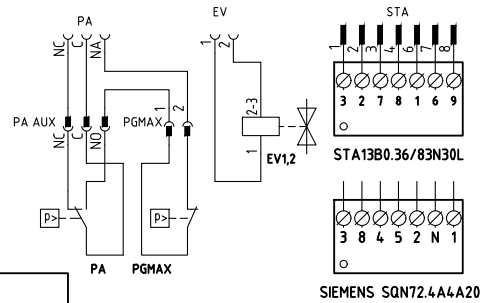 PA
NC C NA
PA AUX
NC C NO
PGMAX
1 2
p>
p>
PA PGMAX
EV
1 2
2-3
1
EV1,2
STA
1 2 3 4 6 7 8
3 2 7 8 1 6 9
STA13B0.36/83N30L
3 8 4 5 2 N 1
SIEMENS SQN72.4A4A20